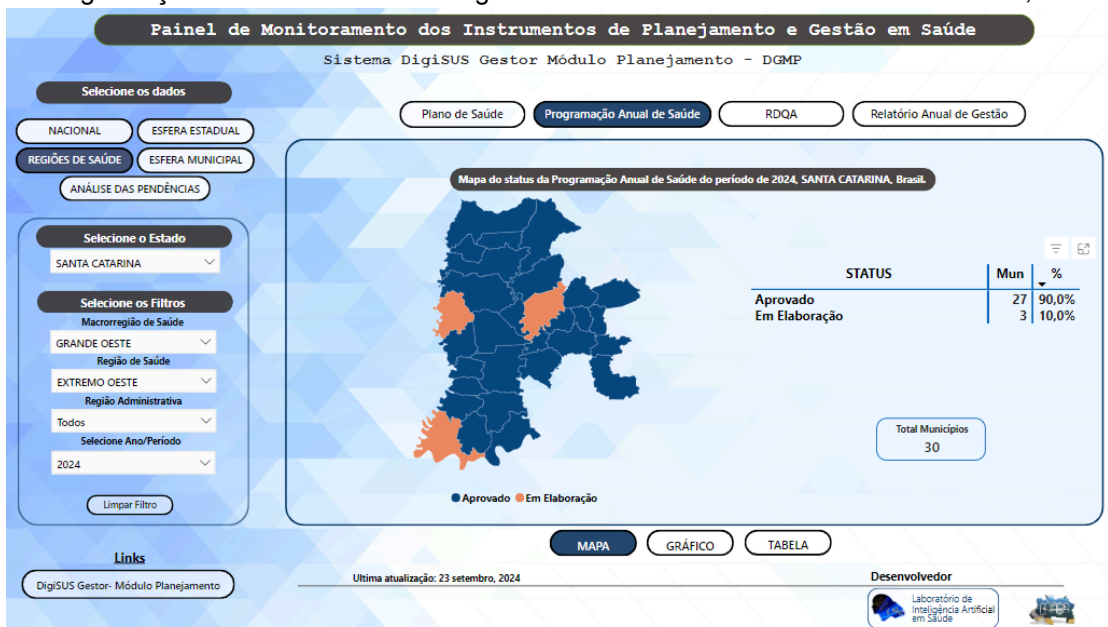 Painel de Monitoramento dos Instrumentos de Planejamento e Gestão em Saúde
Sistema DigiSUS Gestor Módulo Planejamento - DGMP
Selecione os dados
NACIONAL
ESFERA ESTADUAL
REGIÕES DE SAÚDE
ESFERA MUNICIPAL
ANÁLISE DAS PENDÊNCIAS
Plano de Saúde
Programação Anual de Saúde
RDQA
Relatório Anual de Gestão
Selecione o Estado
SANTA CATARINA
Selecione os Filtros
Macrorregião de Saúde
GRANDE OESTE
Região de Saúde
EXTREMO OESTE
Região Administrativa
Todos
Selecione Ano/Período
2024
Limpar Filtro
Mapa do status da Programação Anual de Saúde do período de 2024, SANTA CATARINA, Brasil.
STATUS Mun %
Aprovado 27 90,0%
Em Elaboração 3 10,0%
Total Municípios
30
Aprovado Em Elaboração
MAPA
GRÁFICO
TABELA
Links
DigiSUS Gestor- Módulo Planejamento
Ultima atualização: 23 setembro, 2024
Desenvolvedor
Laboratório de
Inteligência Artificial
em Saúde